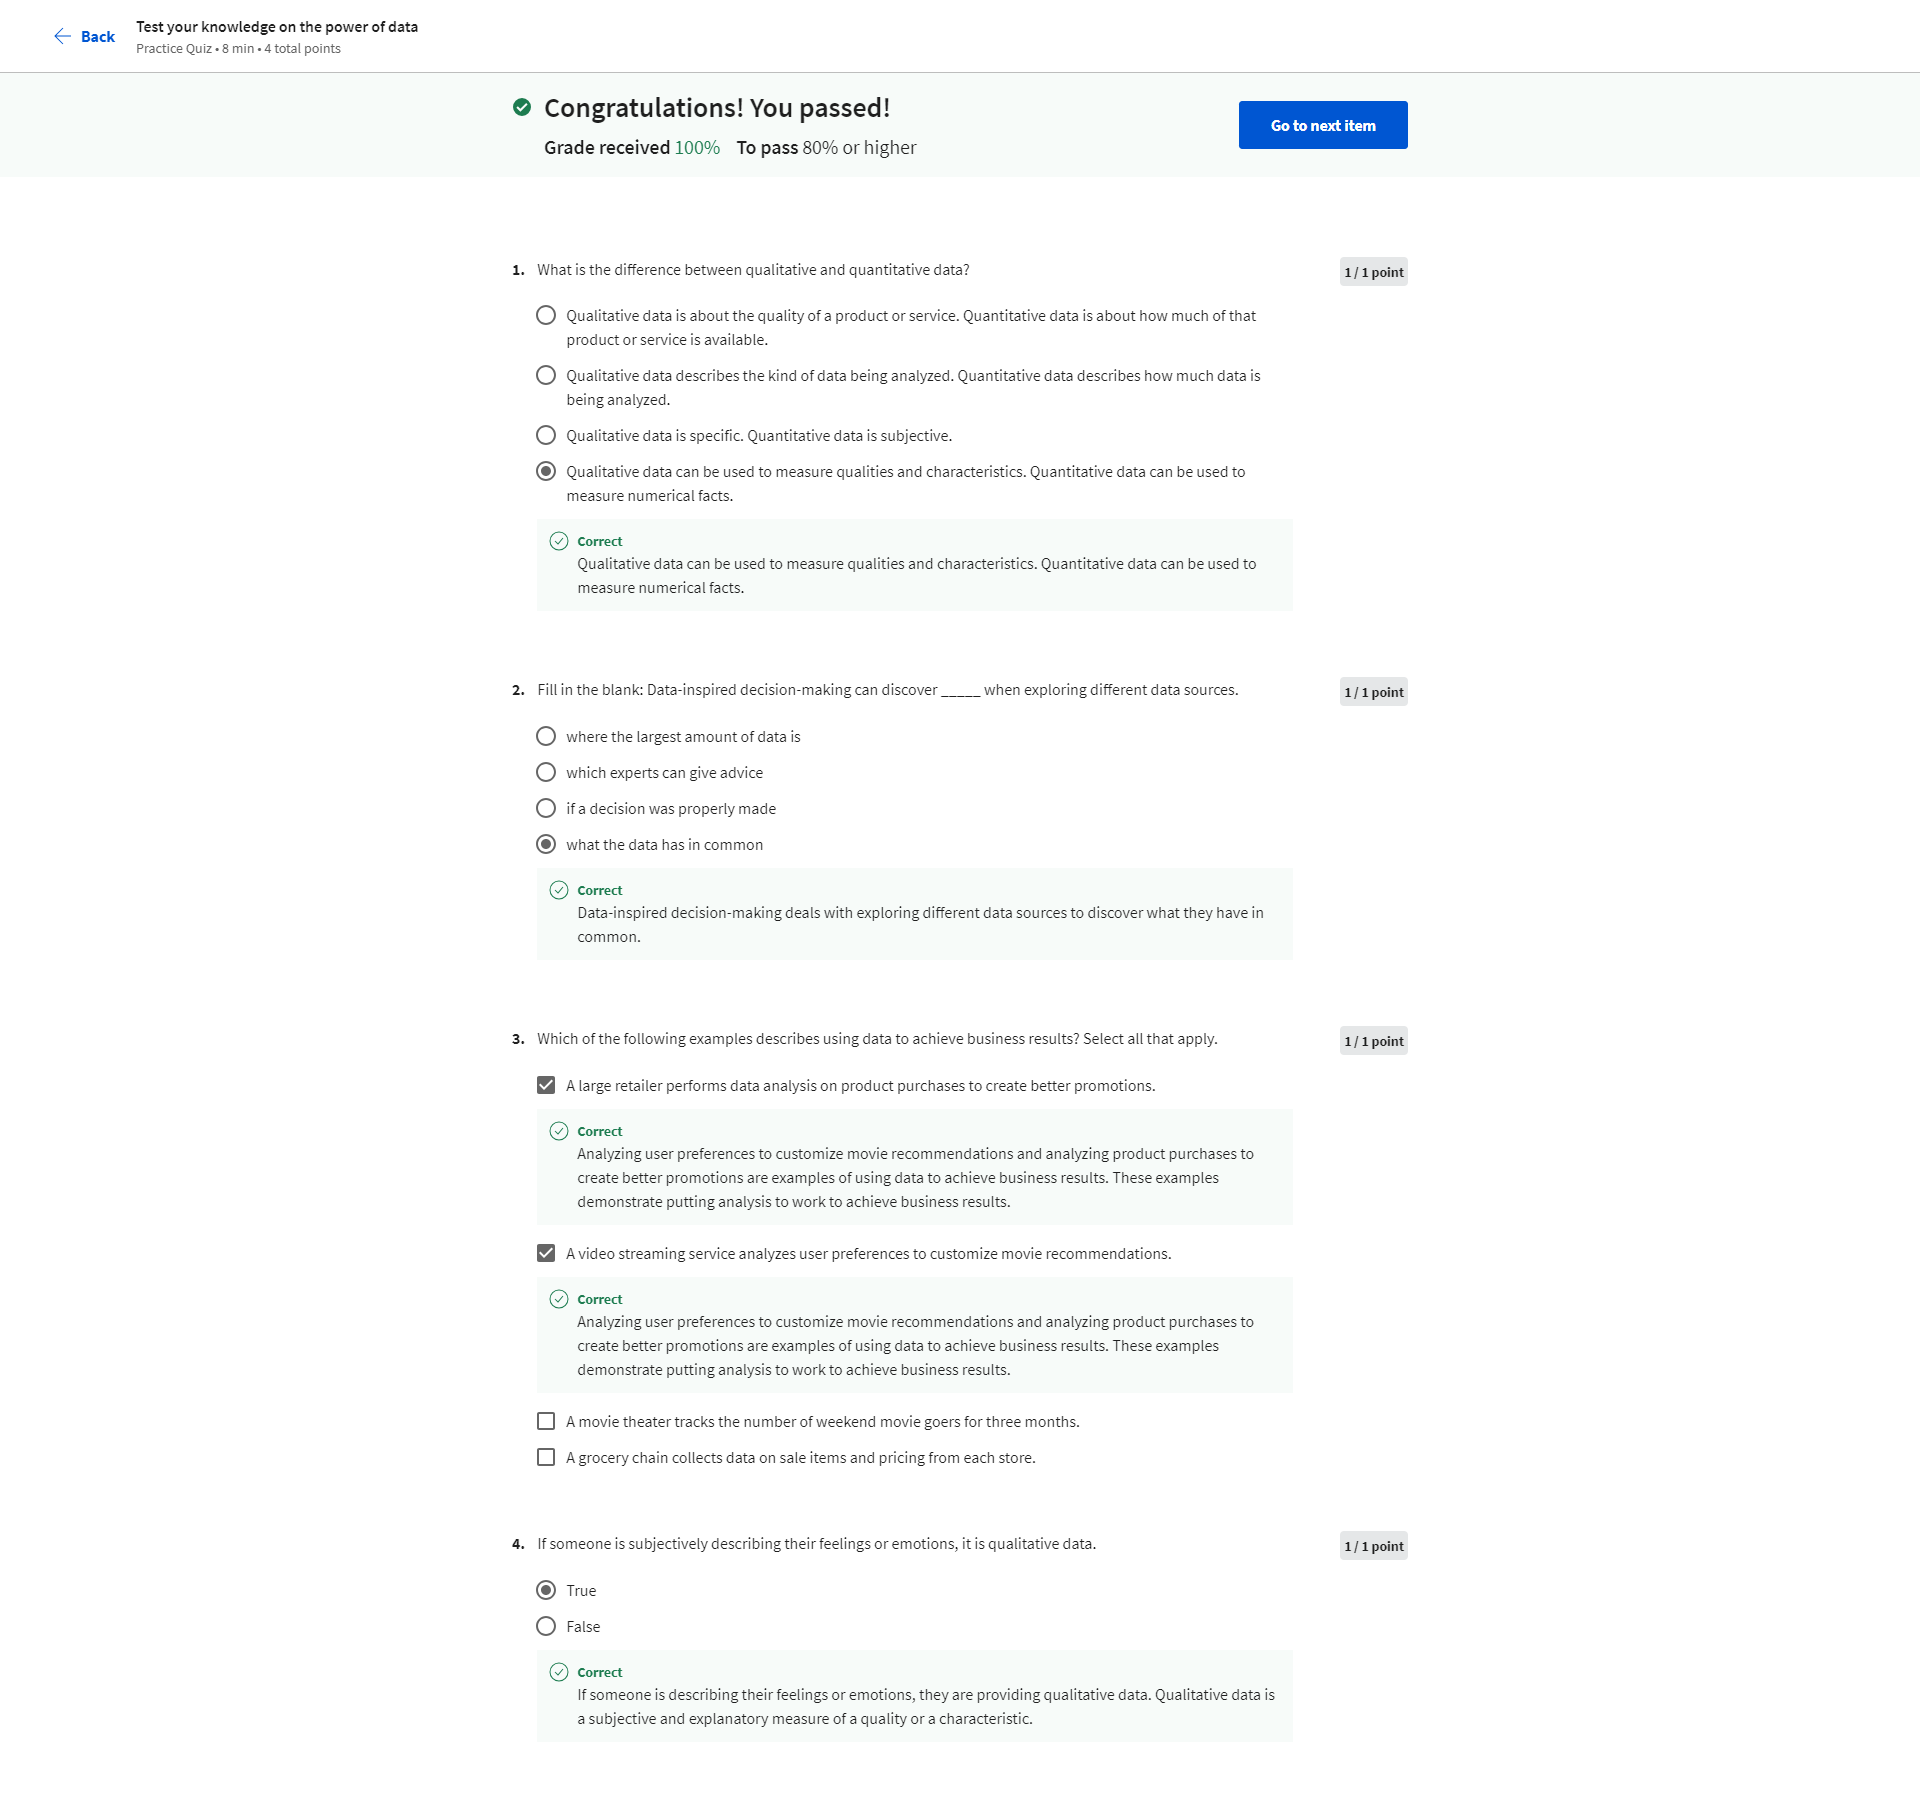 Back
Test your knowledge on the power of data
Practice Quiz • 8 min • 4 total points
Congratulations! You passed!
Grade received 100% To pass 80% or higher
Go to next item
1. What is the difference between qualitative and quantitative data?
1 / 1 point
Qualitative data is about the quality of a product or service. Quantitative data is about how much of that
product or service is available.
Qualitative data describes the kind of data being analyzed. Quantitative data describes how much data is
being analyzed.
Qualitative data is specific. Quantitative data is subjective.
Qualitative data can be used to measure qualities and characteristics. Quantitative data can be used to
measure numerical facts.
Correct
Qualitative data can be used to measure qualities and characteristics. Quantitative data can be used to
measure numerical facts.
2. Fill in the blank: Data-inspired decision-making can discover _____ when exploring different data sources.
1 / 1 point
where the largest amount of data is
which experts can give advice
if a decision was properly made
what the data has in common
Correct
Data-inspired decision-making deals with exploring different data sources to discover what they have in
common.
3. Which of the following examples describes using data to achieve business results? Select all that apply.
1 / 1 point
A large retailer performs data analysis on product purchases to create better promotions.
Correct
Analyzing user preferences to customize movie recommendations and analyzing product purchases to
create better promotions are examples of using data to achieve business results. These examples
demonstrate putting analysis to work to achieve business results.
A video streaming service analyzes user preferences to customize movie recommendations.
Correct
Analyzing user preferences to customize movie recommendations and analyzing product purchases to
create better promotions are examples of using data to achieve business results. These examples
demonstrate putting analysis to work to achieve business results.
A movie theater tracks the number of weekend movie goers for three months.
A grocery chain collects data on sale items and pricing from each store.
4. If someone is subjectively describing their feelings or emotions, it is qualitative data.
1 / 1 point
True
False
Correct
If someone is describing their feelings or emotions, they are providing qualitative data. Qualitative data is
a subjective and explanatory measure of a quality or a characteristic.